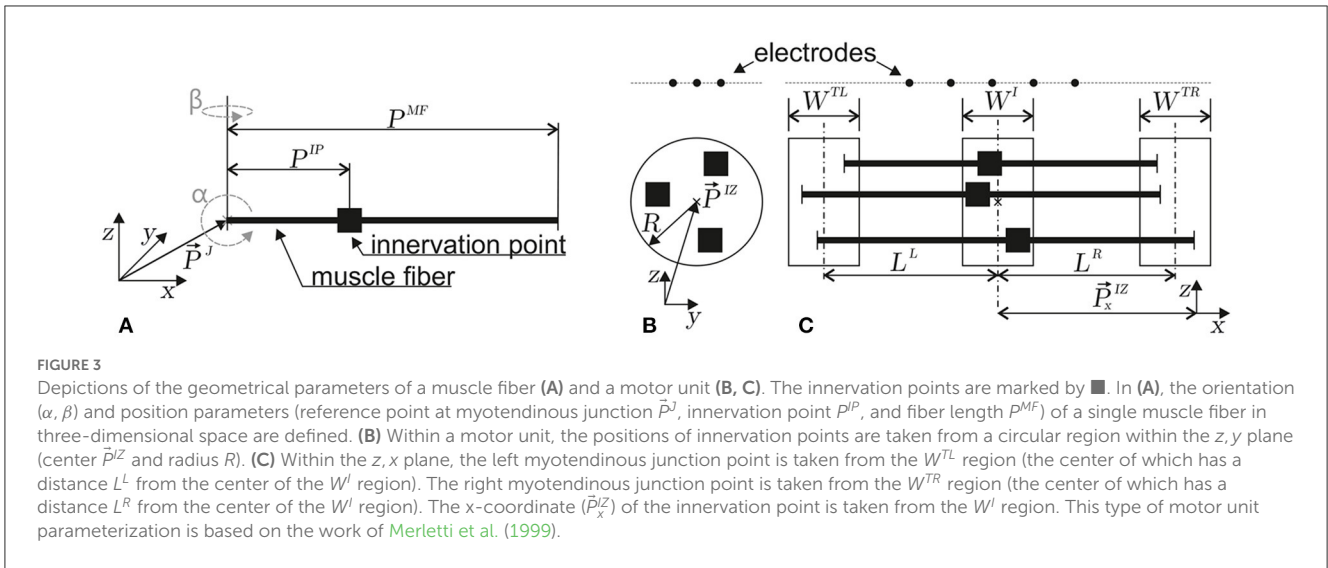 electrodes
β
P^{MF}
P^{IP}
α
z
y
\vec{P}^{J}
x
innervation point
muscle fiber
A
\vec{P}^{IZ}
R
z
y
B
W^{TL}
W^{I}
W^{TR}
L^{L}
L^{R}
\vec{P}_{x}^{IZ}
z
x
C
FIGURE 3
Depictions of the geometrical parameters of a muscle fiber (A) and a motor unit (B, C). The innervation points are marked by ■. In (A), the orientation
(α, β) and position parameters (reference point at myotendinous junction \vec{P}^{J}, innervation point P^{IP}, and fiber length P^{MF}) of a single muscle fiber in
three-dimensional space are defined. (B) Within a motor unit, the positions of innervation points are taken from a circular region within the z, y plane
(center \vec{P}^{IZ} and radius R). (C) Within the z, x plane, the left myotendinous junction point is taken from the W^{TL} region (the center of which has a
distance L^{L} from the center of the W^{I} region). The right myotendinous junction point is taken from the W^{TR} region (the center of which has a
distance L^{R} from the center of the W^{I} region). The x-coordinate (\vec{P}_{x}^{IZ}) of the innervation point is taken from the W^{I} region. This type of motor unit
parameterization is based on the work of Merletti et al. (1999).